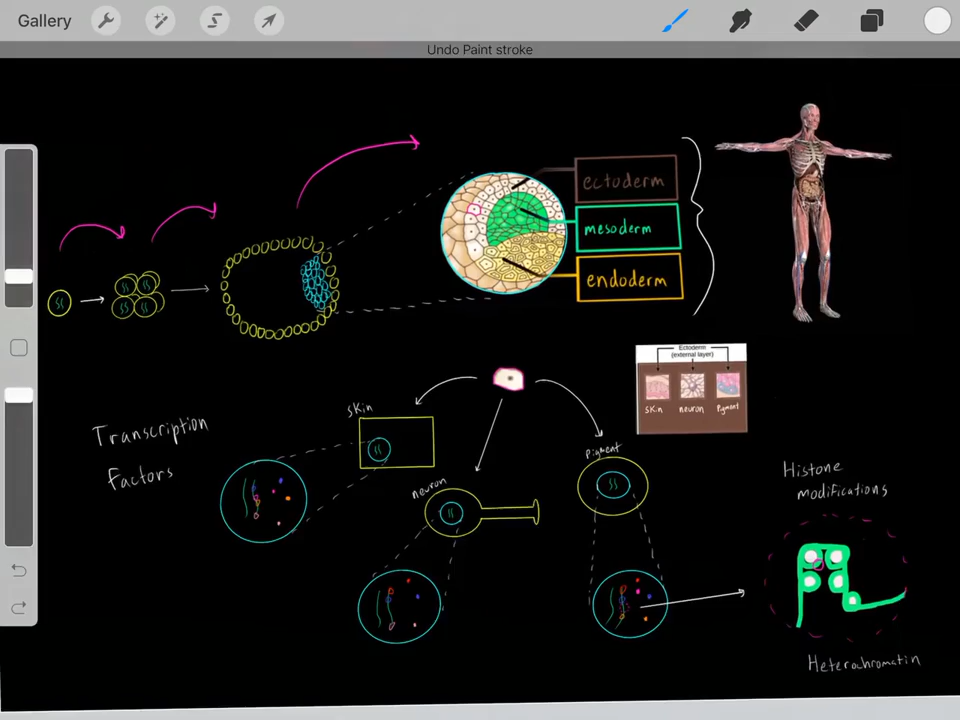 Gallery
Undo Paint stroke
ectoderm
mesoderm
endoderm
Ectoderm
(external layer)
skin neuron Pigment
skin
neuron
Pigment
Transcription
Factors
Histone
modifications
Heterochromatin